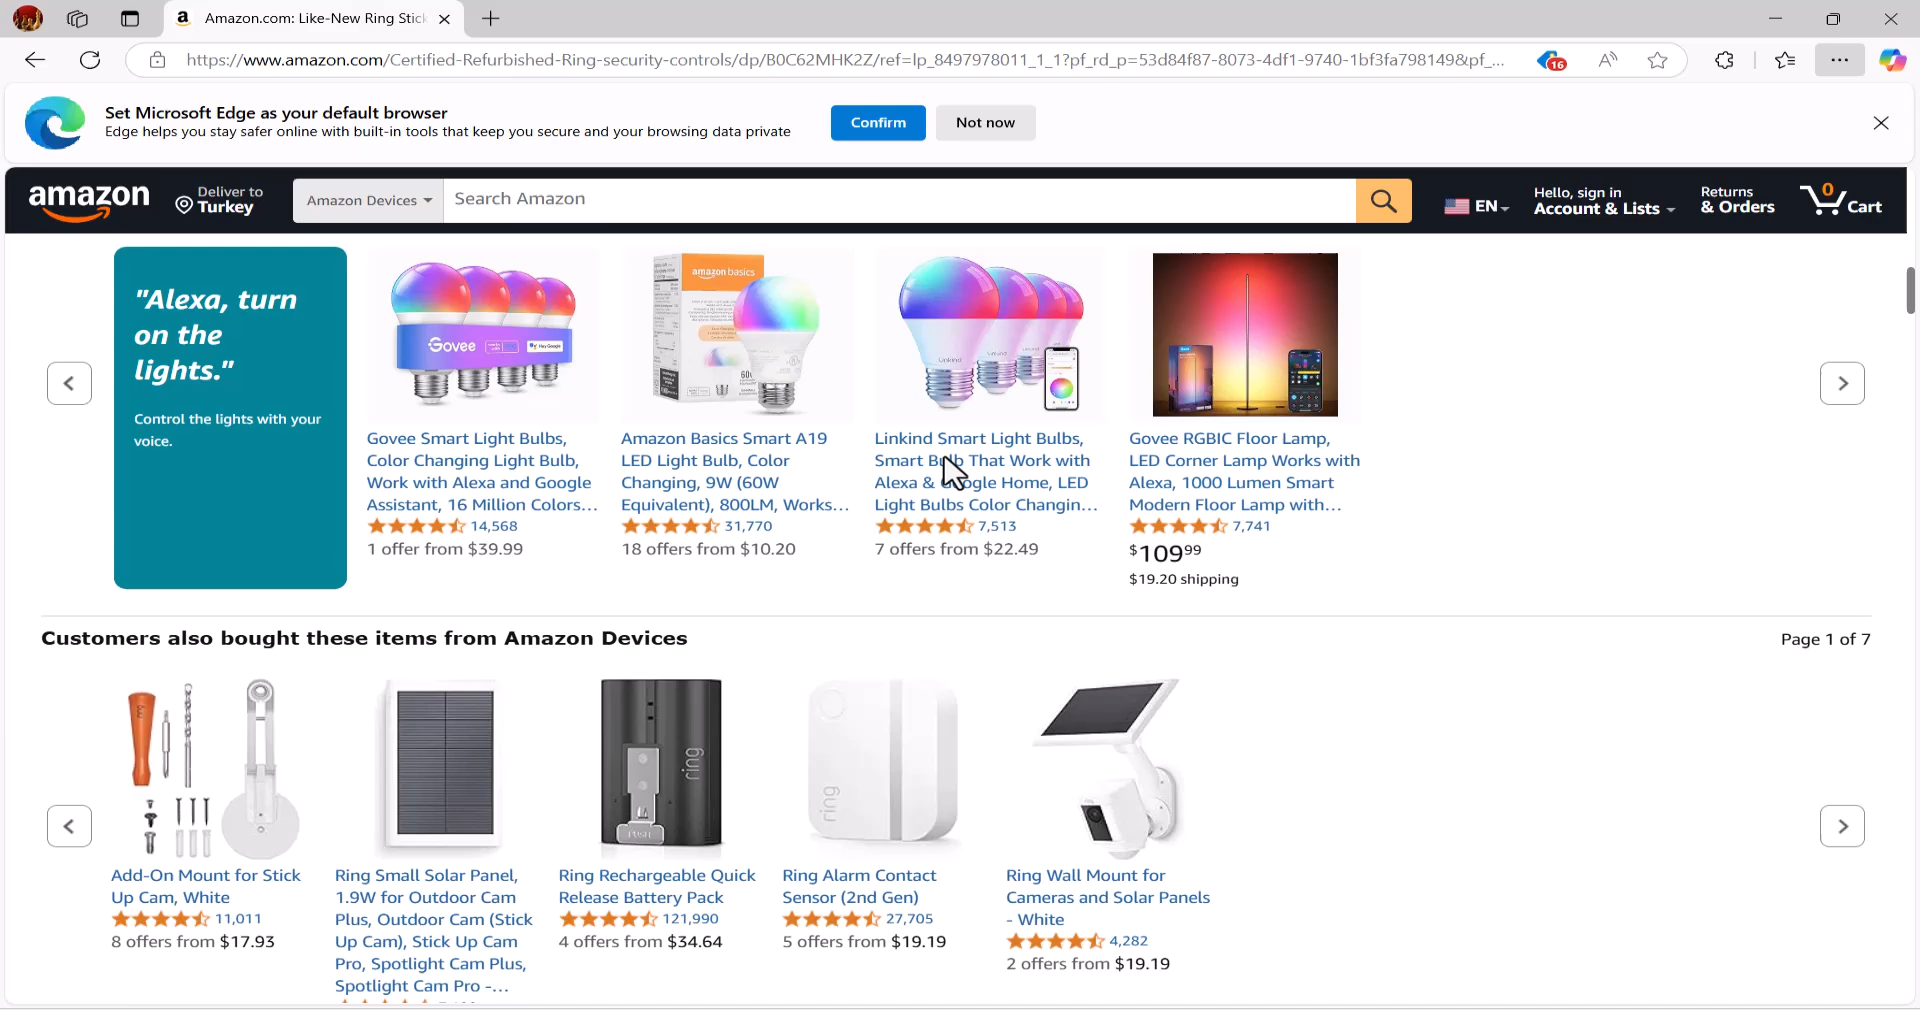 Amazon.com: Like-New Ring Stick
https://www.amazon.com/Certified-Refurbished-Ring-security-controls/dp/B0C62MHK2Z/ref=lp_8497978011_1_1?pf_rd_p=53d84f87-8073-4df1-9740-1bf3fa798149&pf_...
16
Set Microsoft Edge as your default browser
Edge helps you stay safer online with built-in tools that keep you secure and your browsing data private
Confirm
Not now
amazon
Deliver to
Turkey
Amazon Devices
Search Amazon
EN
Hello, sign in
Account & Lists
Returns
& Orders
0
Cart
"Alexa, turn
on the
lights."
Control the lights with your
voice.
Govee
Hey Google
Govee Smart Light Bulbs,
Color Changing Light Bulb,
Work with Alexa and Google
Assistant, 16 Million Colors...
14,568
1 offer from $39.99
amazon basics
Amazon Basics Smart A19
LED Light Bulb, Color
Changing, 9W (60W
Equivalent), 800LM, Works...
31,770
18 offers from $10.20
Linkind
Linkind Smart Light Bulbs,
Smart Bulb That Work with
Alexa & Google Home, LED
Light Bulbs Color Changin...
7,513
7 offers from $22.49
Govee RGBIC Floor Lamp,
LED Corner Lamp Works with
Alexa, 1000 Lumen Smart
Modern Floor Lamp with...
7,741
$109.99
$19.20 shipping
Customers also bought these items from Amazon Devices
Page 1 of 7
Add-On Mount for Stick
Up Cam, White
11,011
8 offers from $17.93
Ring Small Solar Panel,
1.9W for Outdoor Cam
Plus, Outdoor Cam (Stick
Up Cam), Stick Up Cam
Pro, Spotlight Cam Plus,
Spotlight Cam Pro -...
ring
PUSH
Ring Rechargeable Quick
Release Battery Pack
121,990
4 offers from $34.64
ring
Ring Alarm Contact
Sensor (2nd Gen)
27,705
5 offers from $19.19
Ring Wall Mount for
Cameras and Solar Panels
- White
4,282
2 offers from $19.19